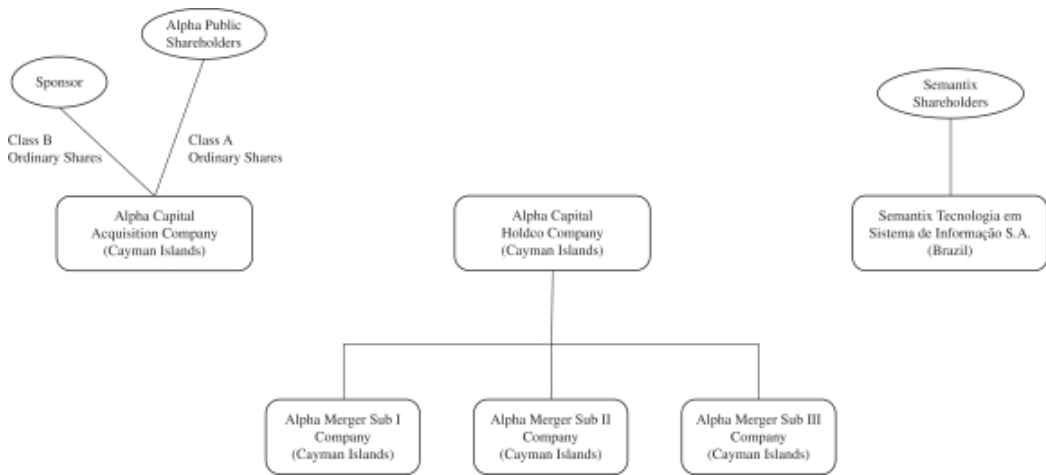 Alpha Public
Shareholders
Sponsor
Semantix
Shareholders
Class B
Ordinary Shares
Class A
Ordinary Shares
Alpha Capital
Acquisition Company
(Cayman Islands)
Alpha Capital
Holdco Company
(Cayman Islands)
Semantix Tecnologia em
Sistema de Informação S.A.
(Brazil)
Alpha Merger Sub I
Company
(Cayman Islands)
Alpha Merger Sub II
Company
(Cayman Islands)
Alpha Merger Sub III
Company
(Cayman Islands)